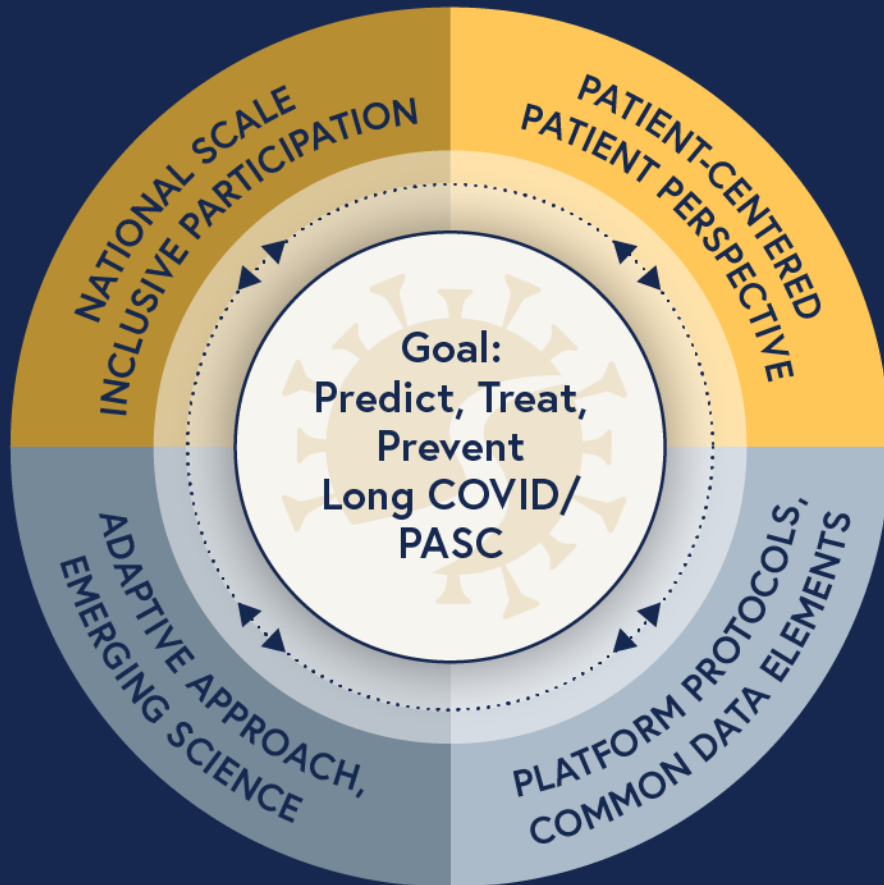 NATIONAL SCALE
INCLUSIVE PARTICIPATION
PATIENT-CENTERED
PATIENT PERSPECTIVE
Goal:
Predict, Treat,
Prevent
Long COVID/
PASC
ADAPTIVE APPROACH,
EMERGING SCIENCE
PLATFORM PROTOCOLS,
COMMON DATA ELEMENTS